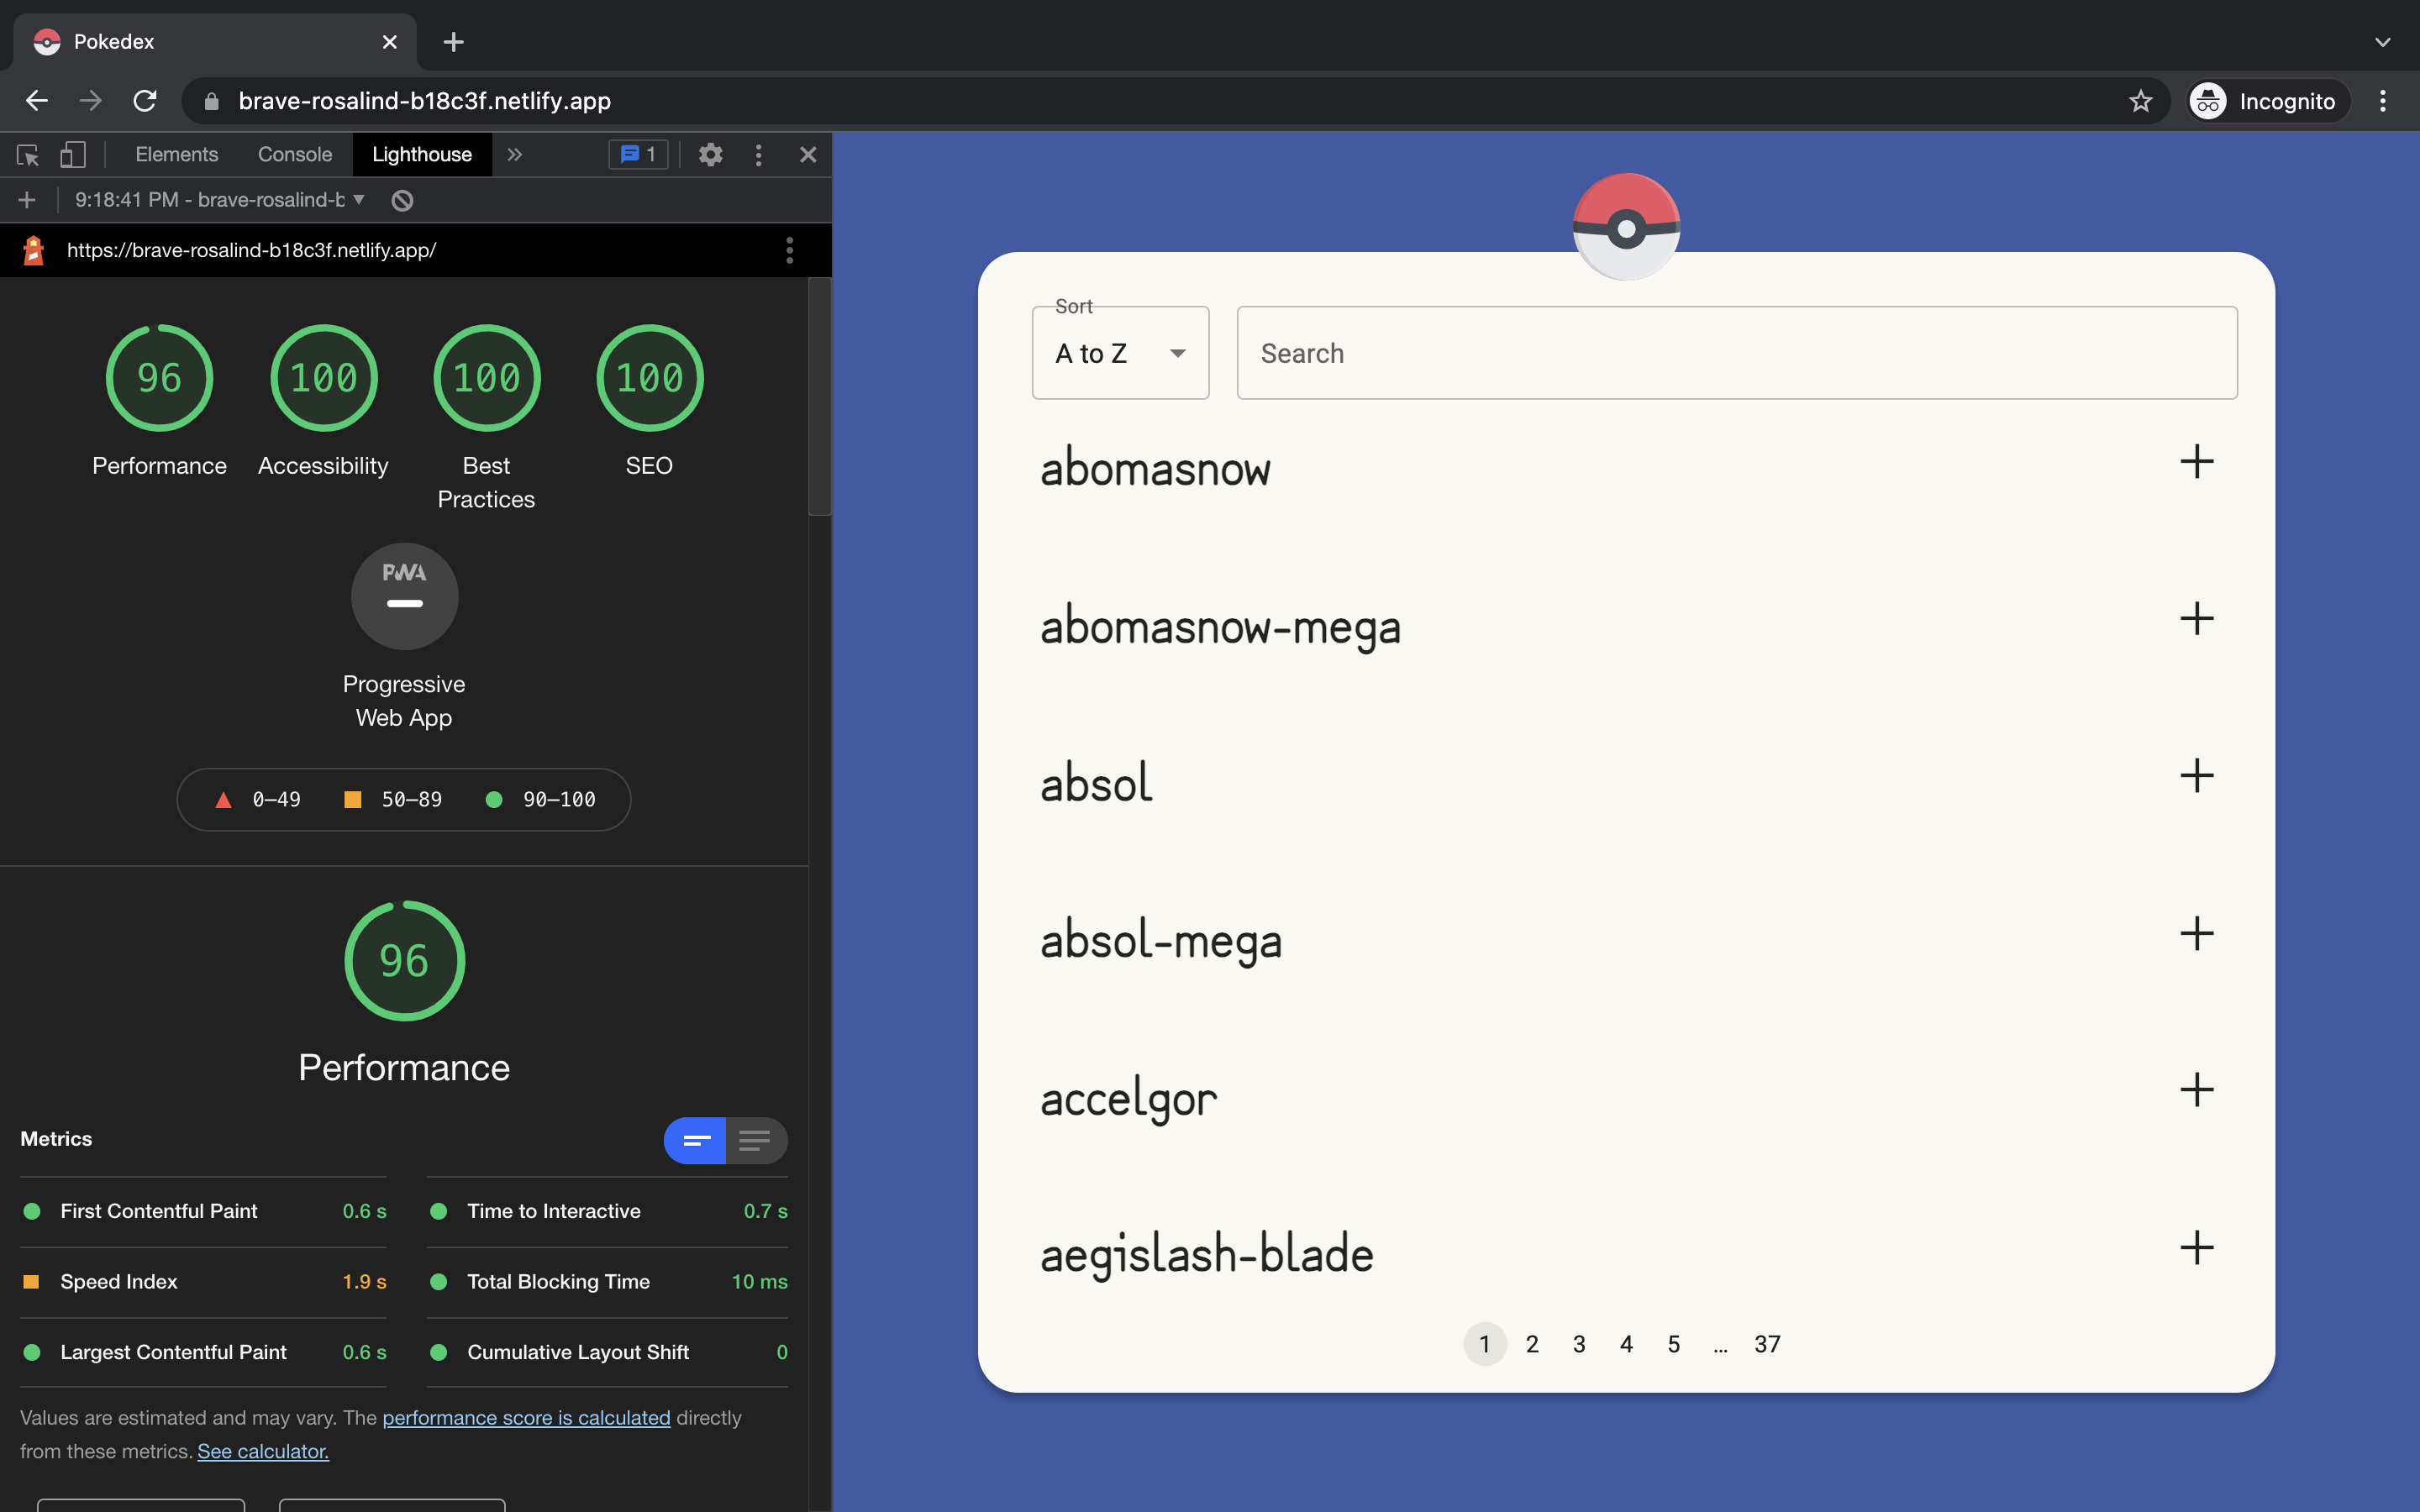 Pokedex
brave-rosalind-b18c3f.netlify.app
Incognito
Elements Console Lighthouse 1
9:18:41 PM - brave-rosalind-b
https://brave-rosalind-b18c3f.netlify.app/
96 100 100 100
Performance Accessibility Best Practices SEO
PWA
Progressive
Web App
0–49 50–89 90–100
96
Performance
Metrics
First Contentful Paint 0.6 s
Time to Interactive 0.7 s
Speed Index 1.9 s
Total Blocking Time 10 ms
Largest Contentful Paint 0.6 s
Cumulative Layout Shift 0
Values are estimated and may vary. The performance score is calculated directly
from these metrics. See calculator.
Sort
A to Z
Search
abomasnow
abomasnow-mega
absol
absol-mega
accelgor
aegislash-blade
1 2 3 4 5 ... 37